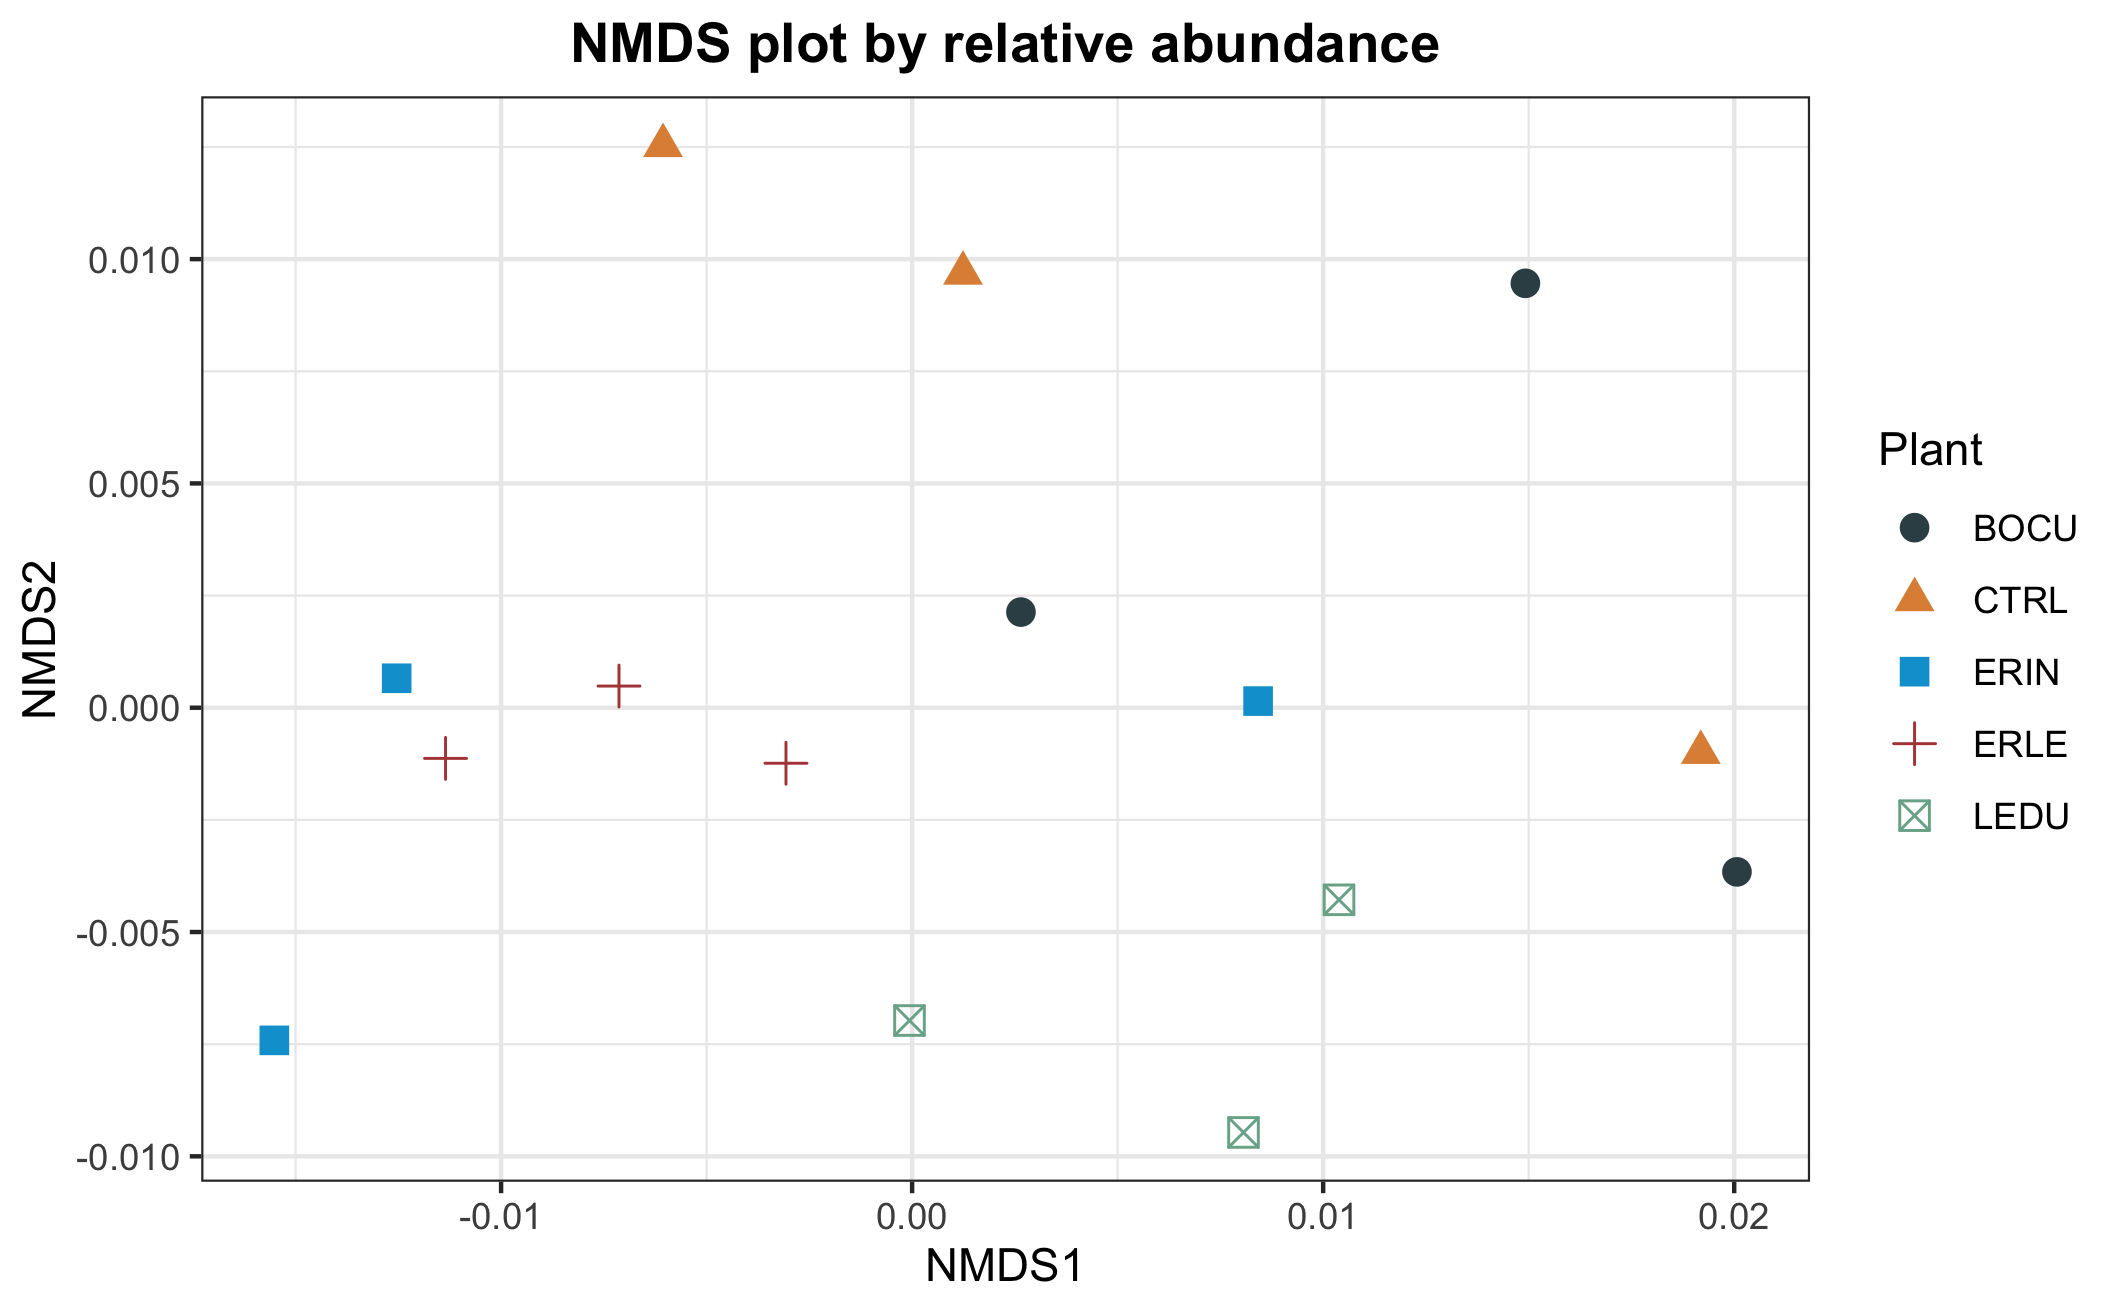 NMDS plot by relative abundance
NMDS2
0.010
0.005
0.000
-0.005
-0.010
-0.01
0.00
0.01
0.02
NMDS1
Plant
BOCU
CTRL
ERIN
ERLE
LEDU